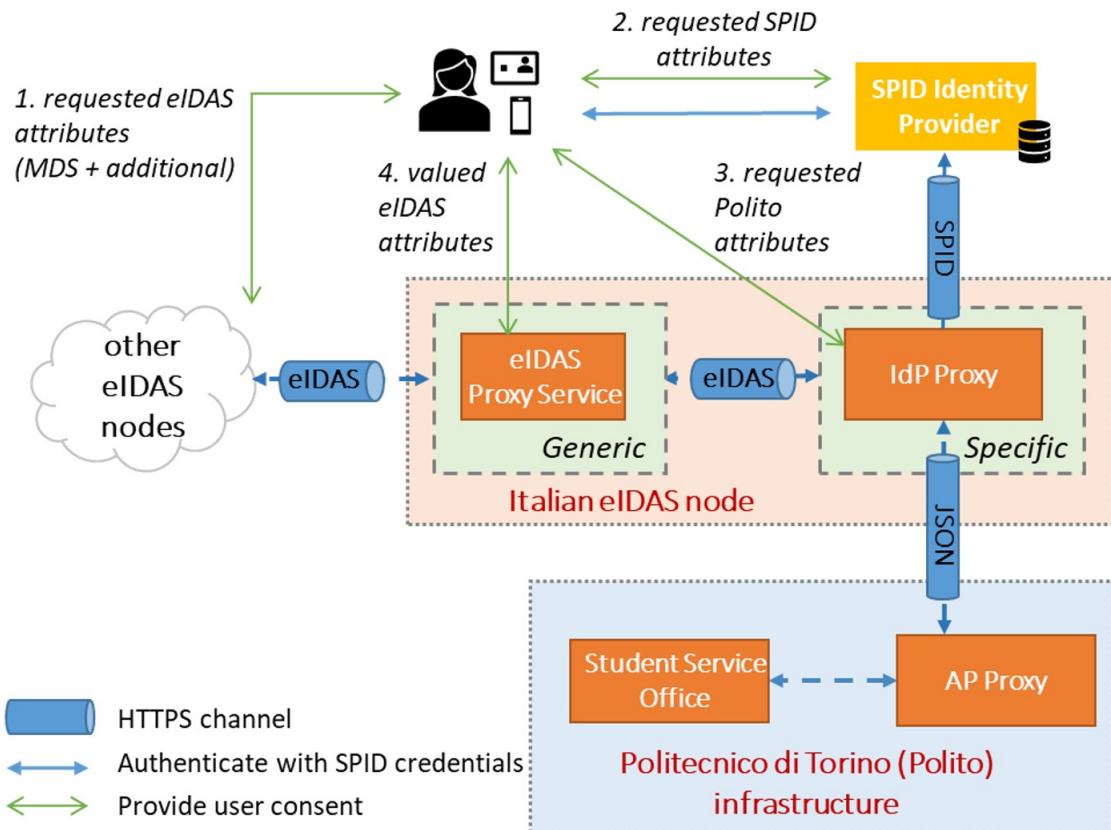 2. requested SPID
attributes
1. requested eIDAS
attributes
(MDS + additional)
SPID Identity
Provider
4. valued
eIDAS
attributes
3. requested
Polito
attributes
SPID
other
eIDAS
nodes
eIDAS
eIDAS
Proxy Service
Generic
eIDAS
IdP Proxy
Specific
Italian eIDAS node
JSON
Student Service
Office
AP Proxy
Politecnico di Torino (Polito)
infrastructure
HTTPS channel
Authenticate with SPID credentials
Provide user consent